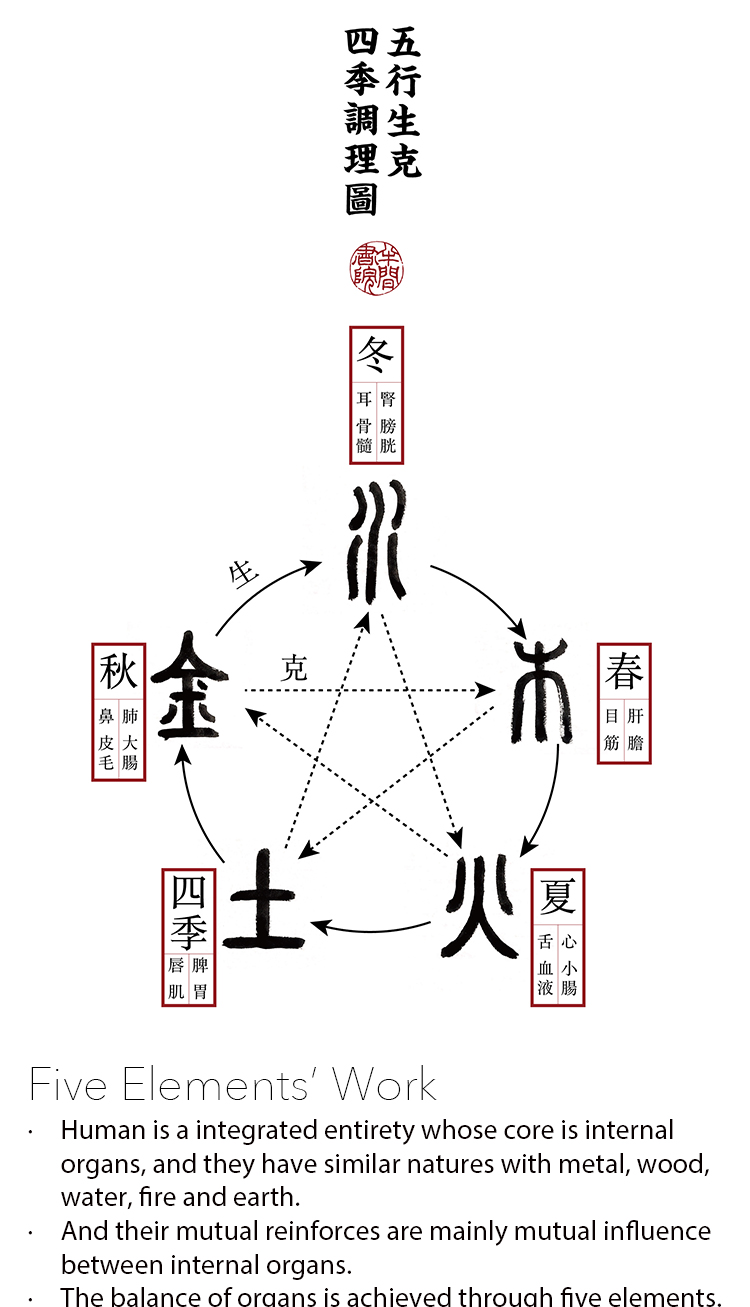 五行生克
四季調理圖
半間
書院
冬
腎 膀胱
耳 骨髓
水
生
克
金
秋
肺 大腸
鼻 皮毛
木
春
肝 膽
目 筋
四季
脾 胃
唇 肌
土
火
夏
心 小腸
舌 血液
Five Elements’ Work
· Human is a integrated entirety whose core is internal
organs, and they have similar natures with metal, wood,
water, fire and earth.
· And their mutual reinforces are mainly mutual influence
between internal organs.
· The balance of organs is achieved through five elements.